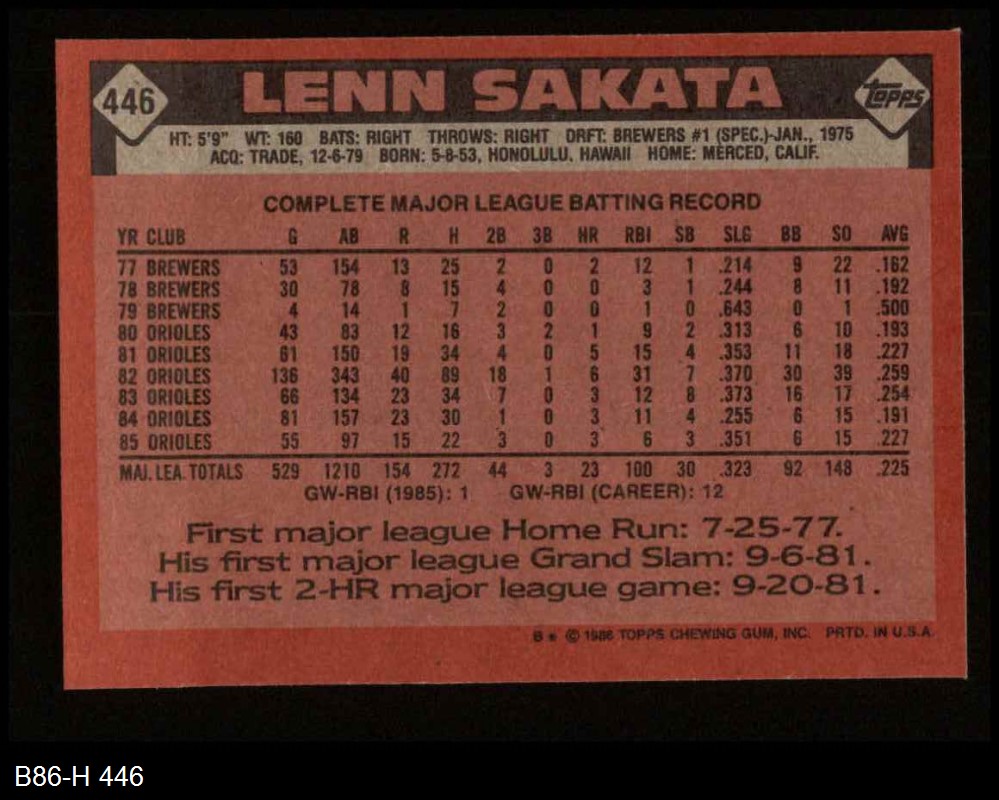 446
LENN SAKATA
topps
HT: 5'9" WT: 160 BATS: RIGHT THROWS: RIGHT DRFT: BREWERS #1 (SPEC.)-JAN., 1975
ACQ: TRADE, 12-6-79 BORN: 5-8-53, HONOLULU, HAWAII HOME: MERCED, CALIF.
COMPLETE MAJOR LEAGUE BATTING RECORD
YR CLUB G AB R H 2B 3B HR RBI SB SLG BB SO AVG
77 BREWERS 53 154 13 25 2 0 2 12 1 .214 9 22 .162
78 BREWERS 30 78 8 15 4 0 0 3 1 .244 8 11 .192
79 BREWERS 4 14 1 7 2 0 0 1 0 .643 0 1 .500
80 ORIOLES 43 83 12 16 3 2 1 9 2 .313 6 10 .193
81 ORIOLES 61 150 19 34 4 0 5 15 4 .353 11 18 .227
82 ORIOLES 136 343 40 89 18 1 6 31 7 .370 30 39 .259
83 ORIOLES 66 134 23 34 7 0 3 12 8 .373 16 17 .254
84 ORIOLES 81 157 23 30 1 0 3 11 4 .255 6 15 .191
85 ORIOLES 55 97 15 22 3 0 3 6 3 .351 6 15 .227
MAJ. LEA. TOTALS 529 1210 154 272 44 3 23 100 30 .323 92 148 .225
GW-RBI (1985): 1 GW-RBI (CAREER): 12
First major league Home Run: 7-25-77.
His first major league Grand Slam: 9-6-81.
His first 2-HR major league game: 9-20-81.
B * © 1986 TOPPS CHEWING GUM, INC. PRTD. IN U.S.A.
B86-H 446